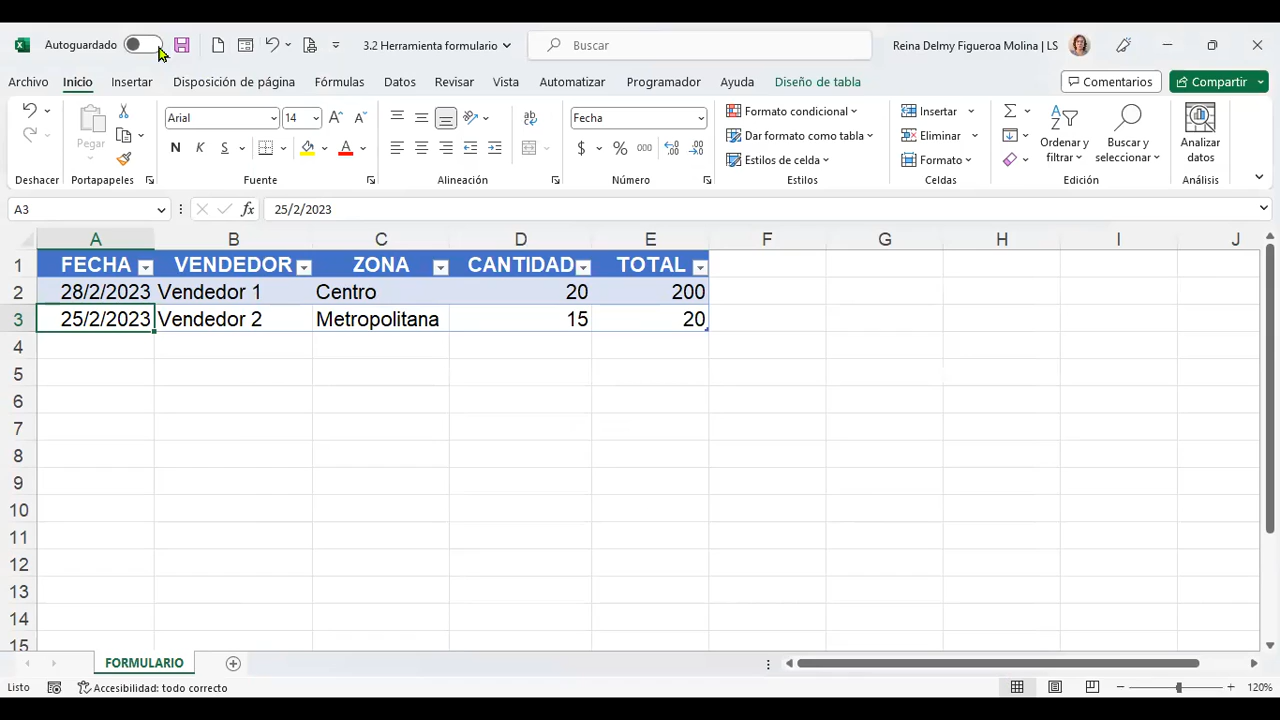 Autoguardado 3.2 Herramienta formulario Buscar Reina Delmy Figueroa Molina | LS
Archivo Inicio Insertar Disposición de página Fórmulas Datos Revisar Vista Automatizar Programador Ayuda Diseño de tabla Comentarios Compartir
Pegar Arial 14 Fecha Formato condicional Insertar Ordenar y filtrar Buscar y seleccionar Analizar datos
Dar formato como tabla Eliminar
N K S A $ % 000 Estilos de celda Formato
Deshacer Portapapeles Fuente Alineación Número Estilos Celdas Edición Análisis
A3 fx 25/2/2023
A B C D E F G H I J
1 FECHA VENDEDOR ZONA CANTIDAD TOTAL
2 28/2/2023 Vendedor 1 Centro 20 200
3 25/2/2023 Vendedor 2 Metropolitana 15 20
4
5
6
7
8
9
10
11
12
13
14
15
FORMULARIO
Listo Accesibilidad: todo correcto 120%